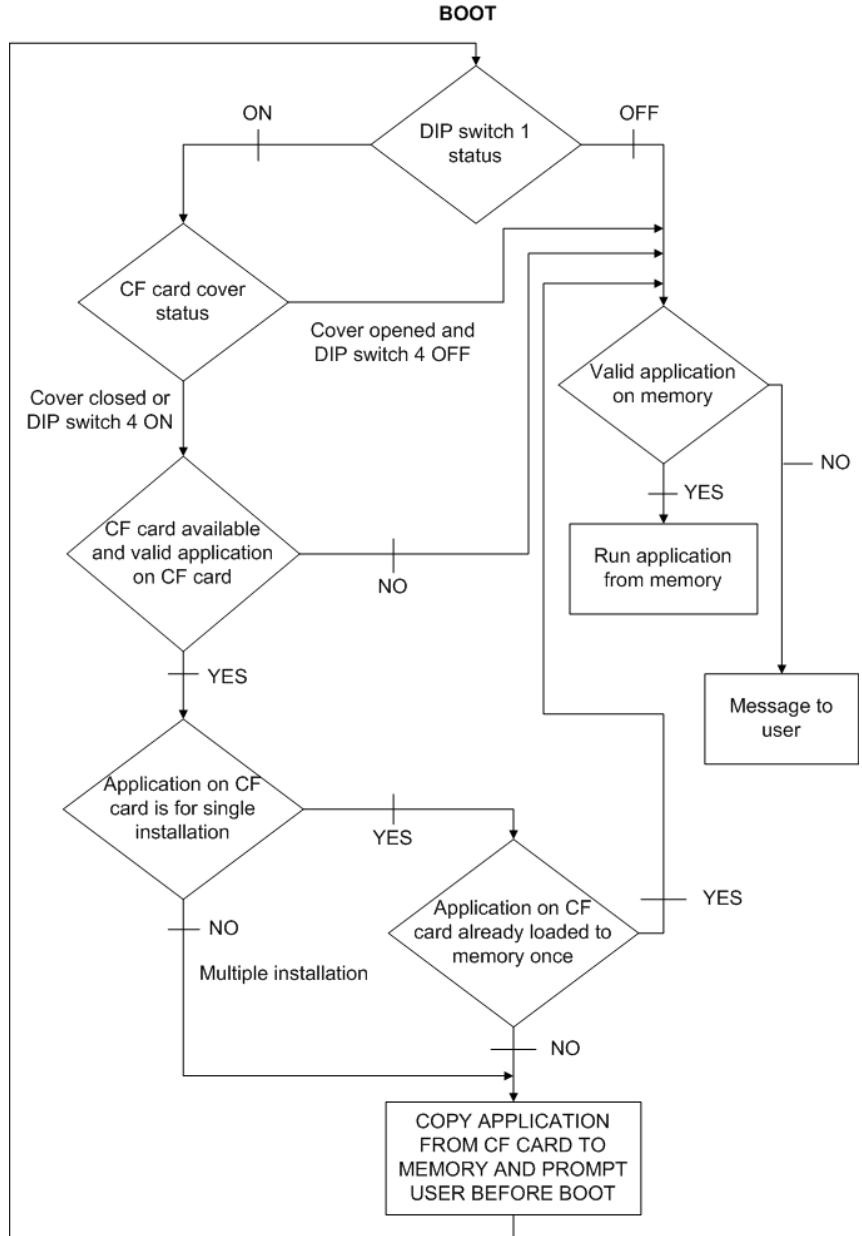 BOOT
ON
OFF
DIP switch 1
status
CF card cover
status
Cover opened and
DIP switch 4 OFF
Valid application
on memory
Cover closed or
DIP switch 4 ON
NO
YES
CF card available
and valid application
on CF card
Run application
from memory
NO
YES
Message to
user
Application on CF
card is for single
installation
YES
YES
Application on CF
card already loaded to
memory once
NO
Multiple installation
NO
COPY APPLICATION
FROM CF CARD TO
MEMORY AND PROMPT
USER BEFORE BOOT